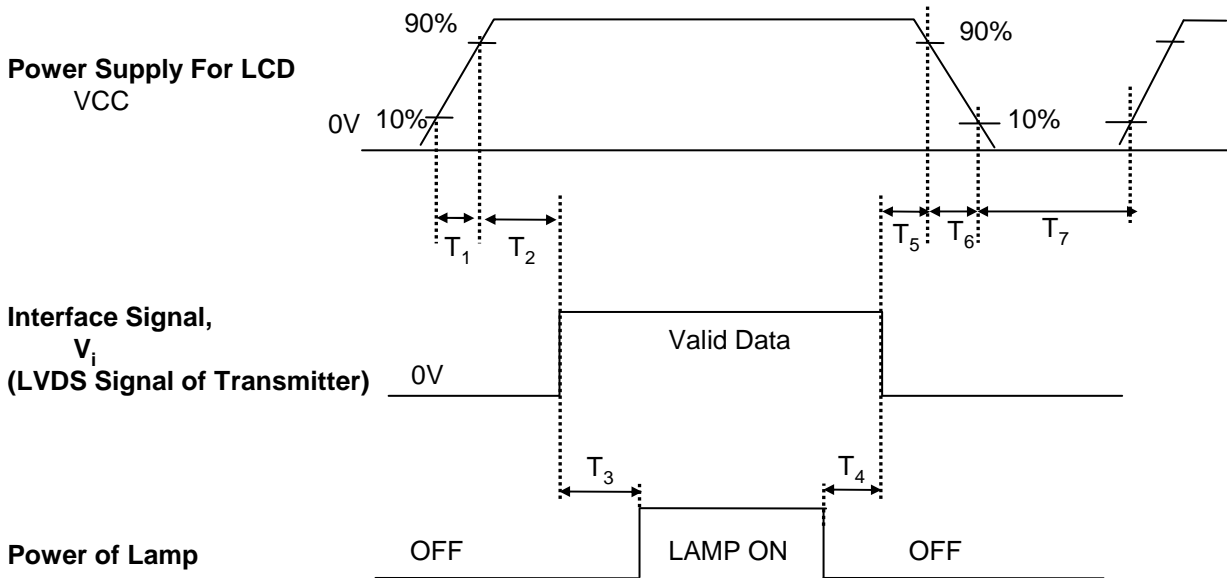 90%
90%
Power Supply For LCD
VCC
0V
10%
10%
T1
T2
T5
T6
T7
Interface Signal,
Vi
(LVDS Signal of Transmitter)
0V
Valid Data
T3
T4
Power of Lamp
OFF
LAMP ON
OFF